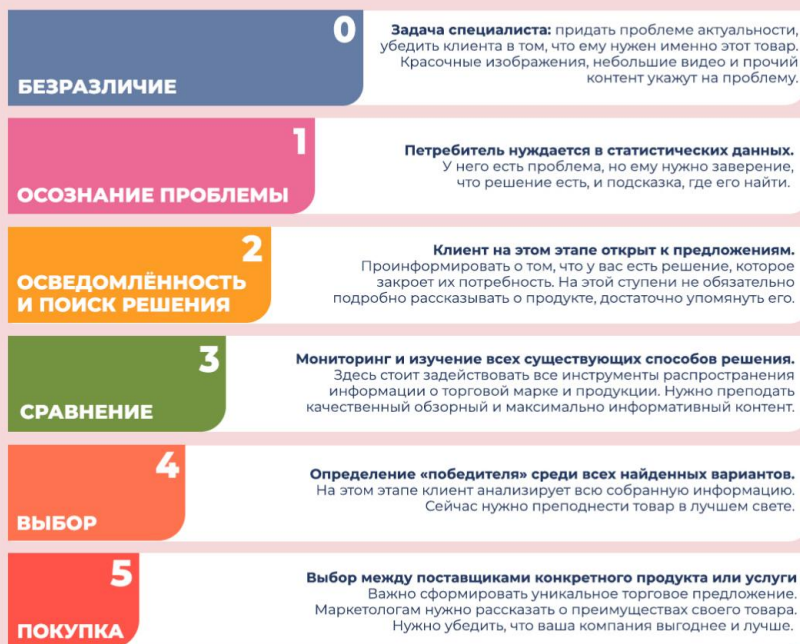 0
Задача специалиста: придать проблеме актуальности,
убедить клиента в том, что ему нужен именно этот товар.
Красочные изображения, небольшие видео и прочий
контент укажут на проблему.
БЕЗРАЗЛИЧИЕ
1
Петребитель нуждается в статистических данных.
У него есть проблема, но ему нужно заверение,
что решение есть, и подсказка, где его найти.
ОСОЗНАНИЕ ПРОБЛЕМЫ
2
Клиент на этом этапе открыт к предложениям.
Проинформировать о том, что у вас есть решение, которое
закроет их потребность. На этой ступени не обязательно
подробно рассказывать о продукте, достаточно упомянуть его.
ОСВЕДОМЛЁННОСТЬ
И ПОИСК РЕШЕНИЯ
3
Мониторинг и изучение всех существующих способов решения.
Здесь стоит задействовать все инструменты распространения
информации о торговой марке и продукции. Нужно преподать
качественный обзорный и максимально информативный контент.
СРАВНЕНИЕ
4
Определение «победителя» среди всех найденных вариантов.
На этом этапе клиент анализирует всю собранную информацию.
Сейчас нужно преподнести товар в лучшем свете.
ВЫБОР
5
Выбор между поставщиками конкретного продукта или услуги
Важно сформировать уникальное торговое предложение.
Маркетологам нужно рассказать о преимуществах своего товара.
Нужно убедить, что ваша компания выгоднее и лучше.
ПОКУПКА